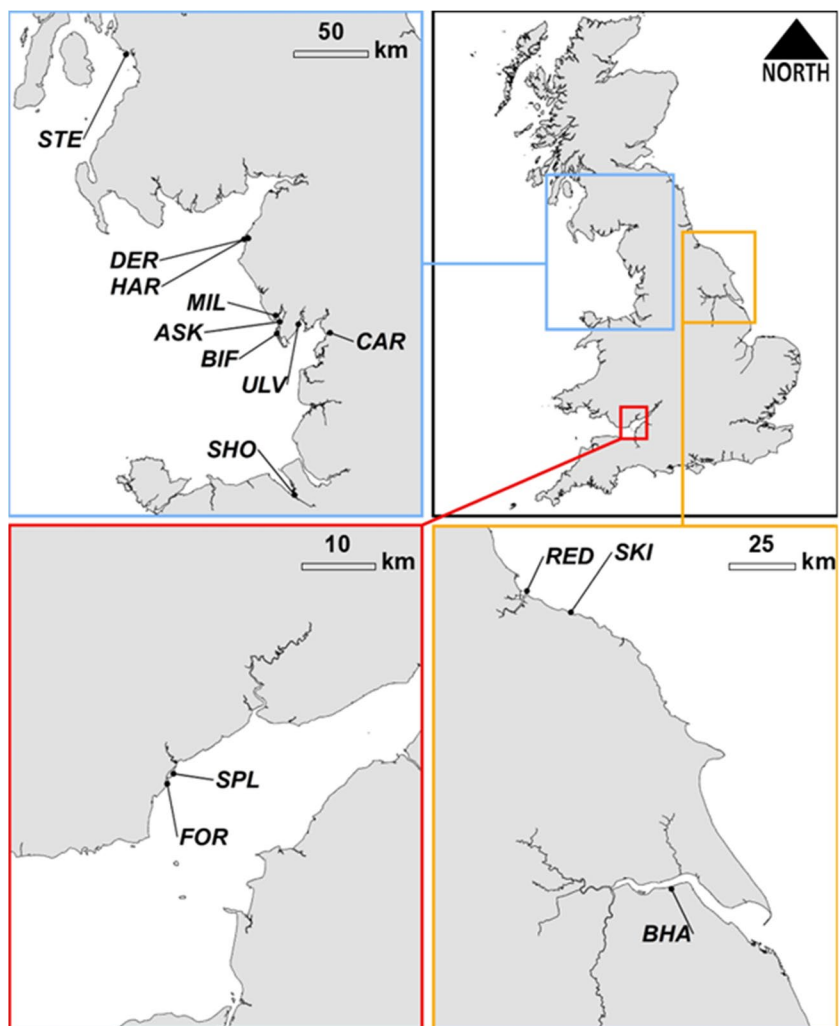 50
km
STE
DER
HAR
MIL
ASK
BIF
ULV
CAR
SHO
NORTH
10
km
SPL
FOR
25
km
RED
SKI
BHA